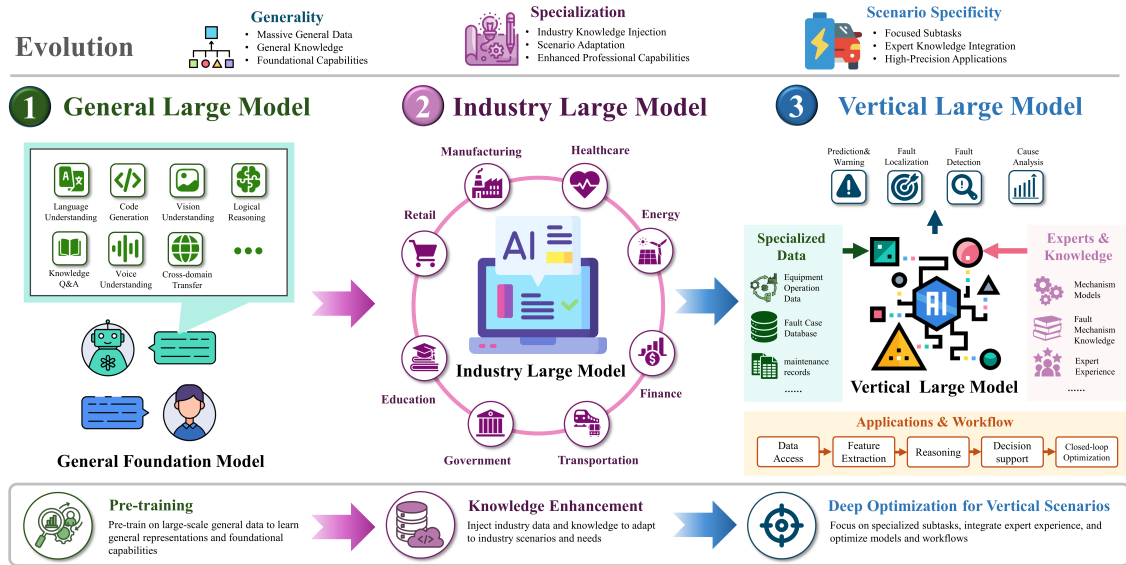 Evolution
Generality
• Massive General Data
• General Knowledge
• Foundational Capabilities
Specialization
• Industry Knowledge Injection
• Scenario Adaptation
• Enhanced Professional Capabilities
Scenario Specificity
• Focused Subtasks
• Expert Knowledge Integration
• High-Precision Applications
1 General Large Model
A
Language
Understanding
Code
Generation
Vision
Understanding
Logical
Reasoning
Knowledge
Q&A
Voice
Understanding
Cross-domain
Transfer
General Foundation Model
2 Industry Large Model
Manufacturing
Healthcare
Retail
Energy
AI
Industry Large Model
Education
Finance
Government
Transportation
3 Vertical Large Model
Prediction&
Warning
Fault
Localization
Fault
Detection
Cause
Analysis
Specialized
Data
Equipment
Operation
Data
Fault Case
Database
maintenance
records
......
AI
Vertical Large Model
Experts &
Knowledge
Mechanism
Models
Fault
Mechanism
Knowledge
Expert
Experience
......
Applications & Workflow
Data
Access
Feature
Extraction
Reasoning
Decision
support
Closed-loop
Optimization
Pre-training
Pre-train on large-scale general data to learn
general representations and foundational
capabilities
Knowledge Enhancement
Inject industry data and knowledge to adapt
to industry scenarios and needs
Deep Optimization for Vertical Scenarios
Focus on specialized subtasks, integrate expert experience, and
optimize models and workflows